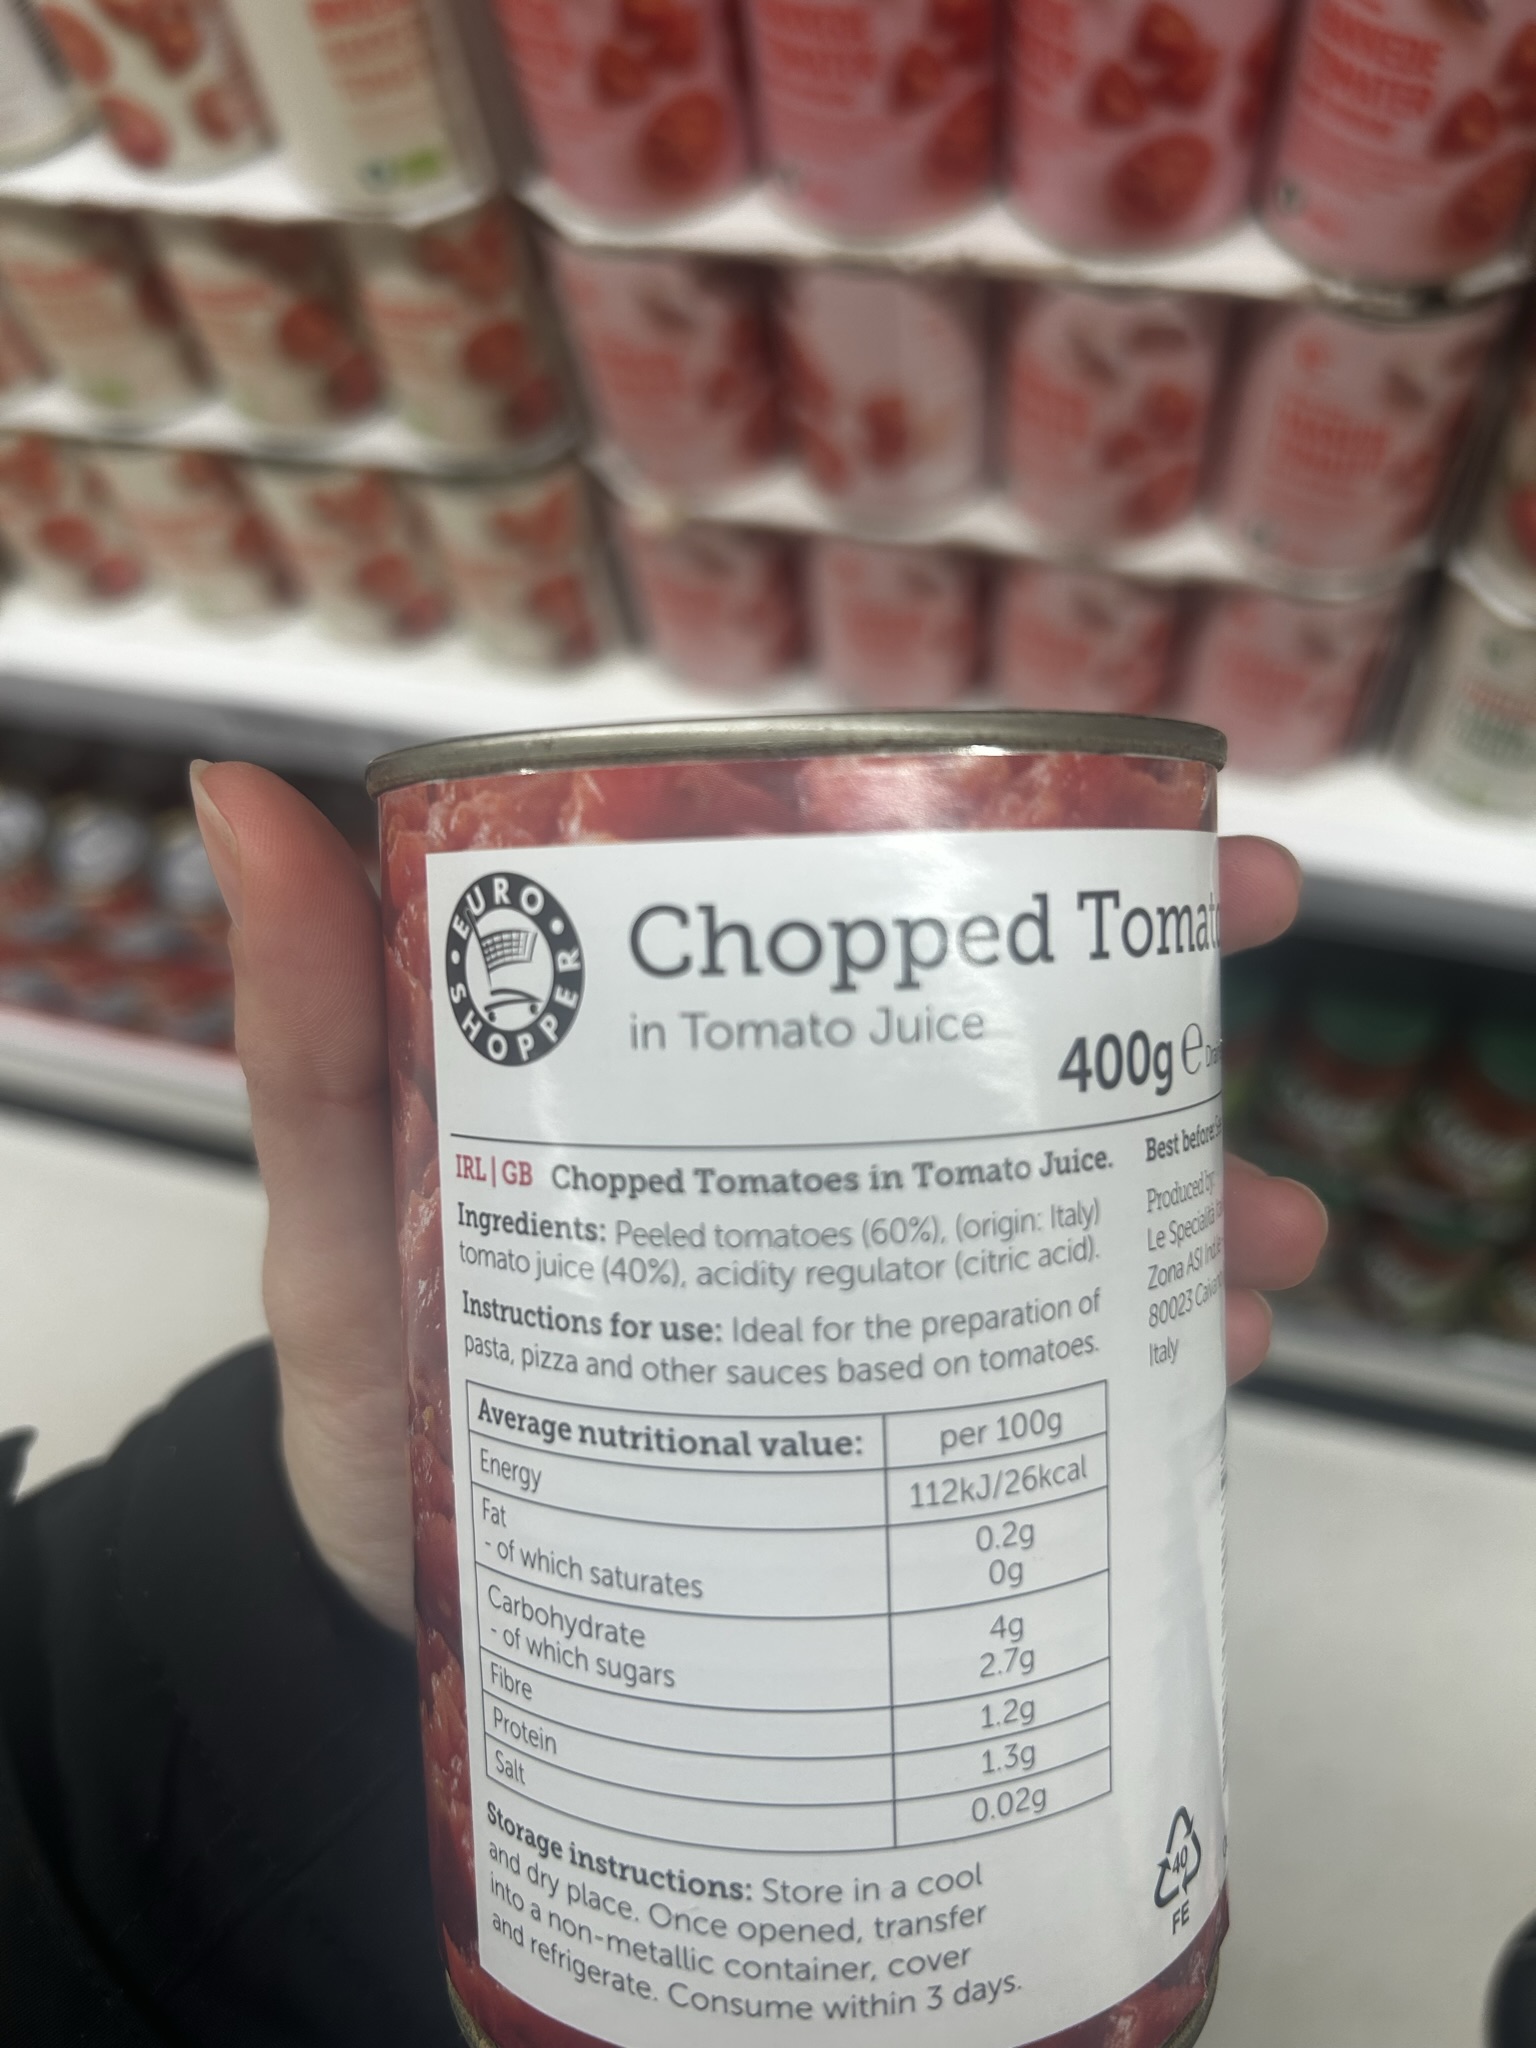 EURO SHOPPER
Chopped
in Tomato Juice
400g ℮
IRL|GB Chopped Tomatoes in Tomato Juice.
Ingredients: Peeled tomatoes (60%), (origin: Italy)
tomato juice (40%), acidity regulator (citric acid).
Instructions for use: Ideal for the preparation of
pasta, pizza and other sauces based on tomatoes.
Average nutritional value: per 100g
Energy 112kJ/26kcal
Fat 0.2g
- of which saturates 0g
Carbohydrate 4g
- of which sugars 2.7g
Fibre 1.2g
Protein 1.3g
Salt 0.02g
Storage instructions: Store in a cool
and dry place. Once opened, transfer
into a non-metallic container, cover
and refrigerate. Consume within 3 days.
Best before:
Produced by:
Le Specialità
Zona ASI
80023
Italy
40
FE